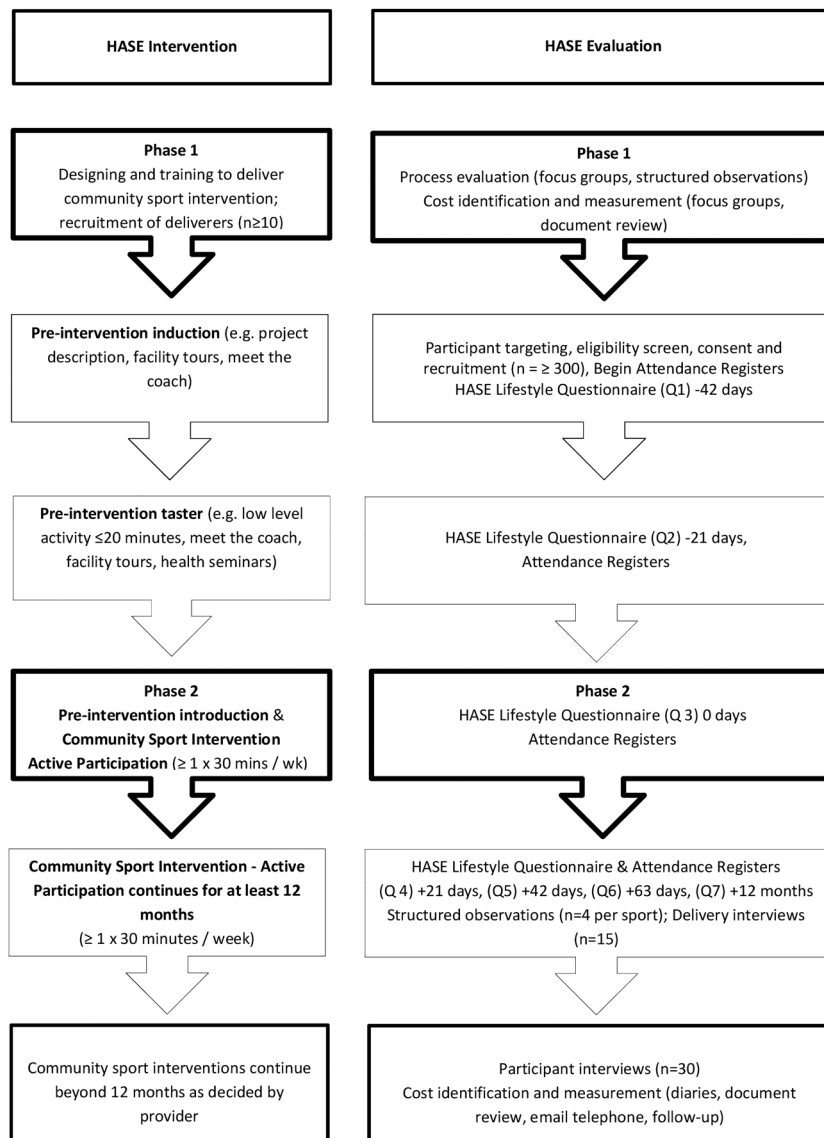 HASE Intervention
HASE Evaluation
Phase 1
Designing and training to deliver
community sport intervention;
recruitment of deliverers (n≥10)
Phase 1
Process evaluation (focus groups, structured observations)
Cost identification and measurement (focus groups,
document review)
Pre-intervention induction (e.g. project
description, facility tours, meet the
coach)
Participant targeting, eligibility screen, consent and
recruitment (n = ≥ 300), Begin Attendance Registers
HASE Lifestyle Questionnaire (Q1) -42 days
Pre-intervention taster (e.g. low level
activity ≤20 minutes, meet the coach,
facility tours, health seminars)
HASE Lifestyle Questionnaire (Q2) -21 days,
Attendance Registers
Phase 2
Pre-intervention introduction &
Community Sport Intervention
Active Participation (≥ 1 x 30 mins / wk)
Phase 2
HASE Lifestyle Questionnaire (Q 3) 0 days
Attendance Registers
Community Sport Intervention - Active
Participation continues for at least 12
months
(≥ 1 x 30 minutes / week)
HASE Lifestyle Questionnaire & Attendance Registers
(Q 4) +21 days, (Q5) +42 days, (Q6) +63 days, (Q7) +12 months
Structured observations (n=4 per sport); Delivery interviews
(n=15)
Community sport interventions continue
beyond 12 months as decided by
provider
Participant interviews (n=30)
Cost identification and measurement (diaries, document
review, email telephone, follow-up)